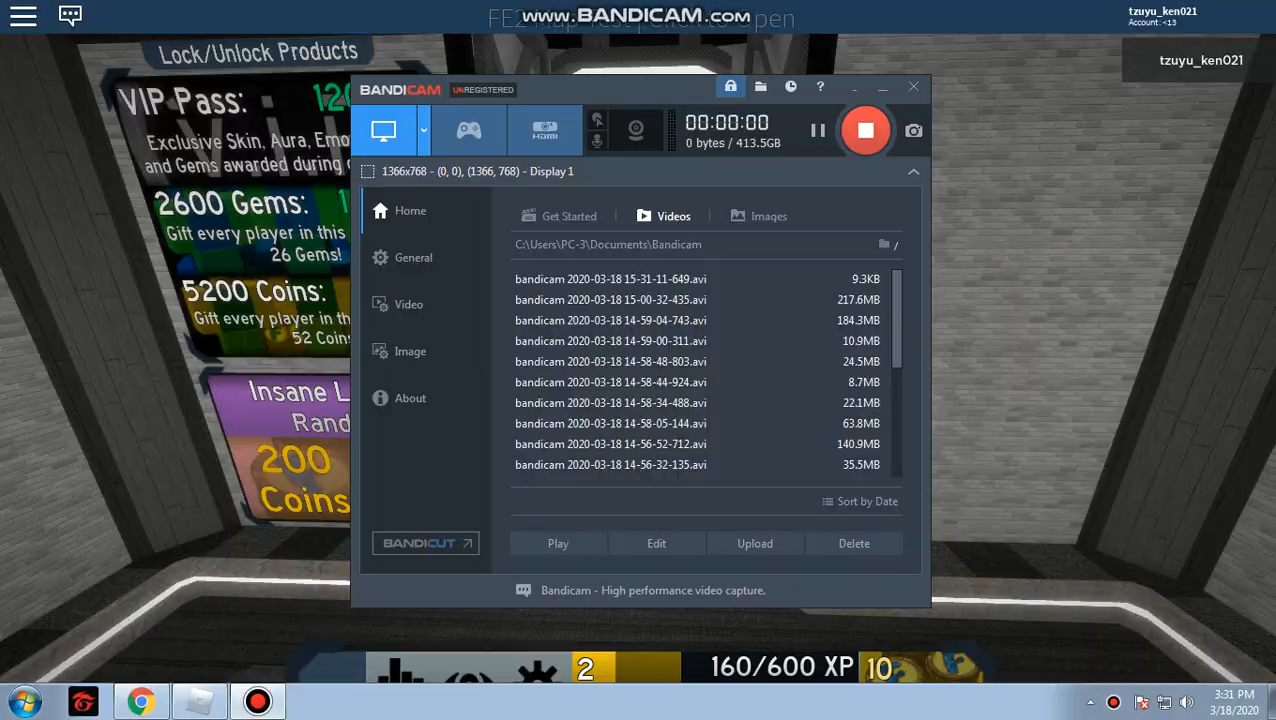 FE2 Map Test | Click to Open
www.BANDICAM.com
tzuyu_ken021
Account: <13
tzuyu_ken021
Lock/Unlock Products
VIP Pass:
Exclusive Skin, Aura, Emo
and Gems awarded during
2600 Gems:
Gift every player in this
26 Gems!
5200 Coins:
Gift every player in the
52 Coins
Insane L
Rand
200
Coins
BANDICAM UNREGISTERED
?
HDMI
00:00:00
0 bytes / 413.5GB
1366x768 - (0, 0), (1366, 768) - Display 1
Home
General
Video
Image
About
BANDICUT
Get Started
Videos
Images
C:\Users\PC-3\Documents\Bandicam
/
bandicam 2020-03-18 15-31-11-649.avi 9.3KB
bandicam 2020-03-18 15-00-32-435.avi 217.6MB
bandicam 2020-03-18 14-59-04-743.avi 184.3MB
bandicam 2020-03-18 14-59-00-311.avi 10.9MB
bandicam 2020-03-18 14-58-48-803.avi 24.5MB
bandicam 2020-03-18 14-58-44-924.avi 8.7MB
bandicam 2020-03-18 14-58-34-488.avi 22.1MB
bandicam 2020-03-18 14-58-05-144.avi 63.8MB
bandicam 2020-03-18 14-56-52-712.avi 140.9MB
bandicam 2020-03-18 14-56-32-135.avi 35.5MB
Sort by Date
Play Edit Upload Delete
Bandicam - High performance video capture.
2
160/600 XP
10
3:31 PM
3/18/2020